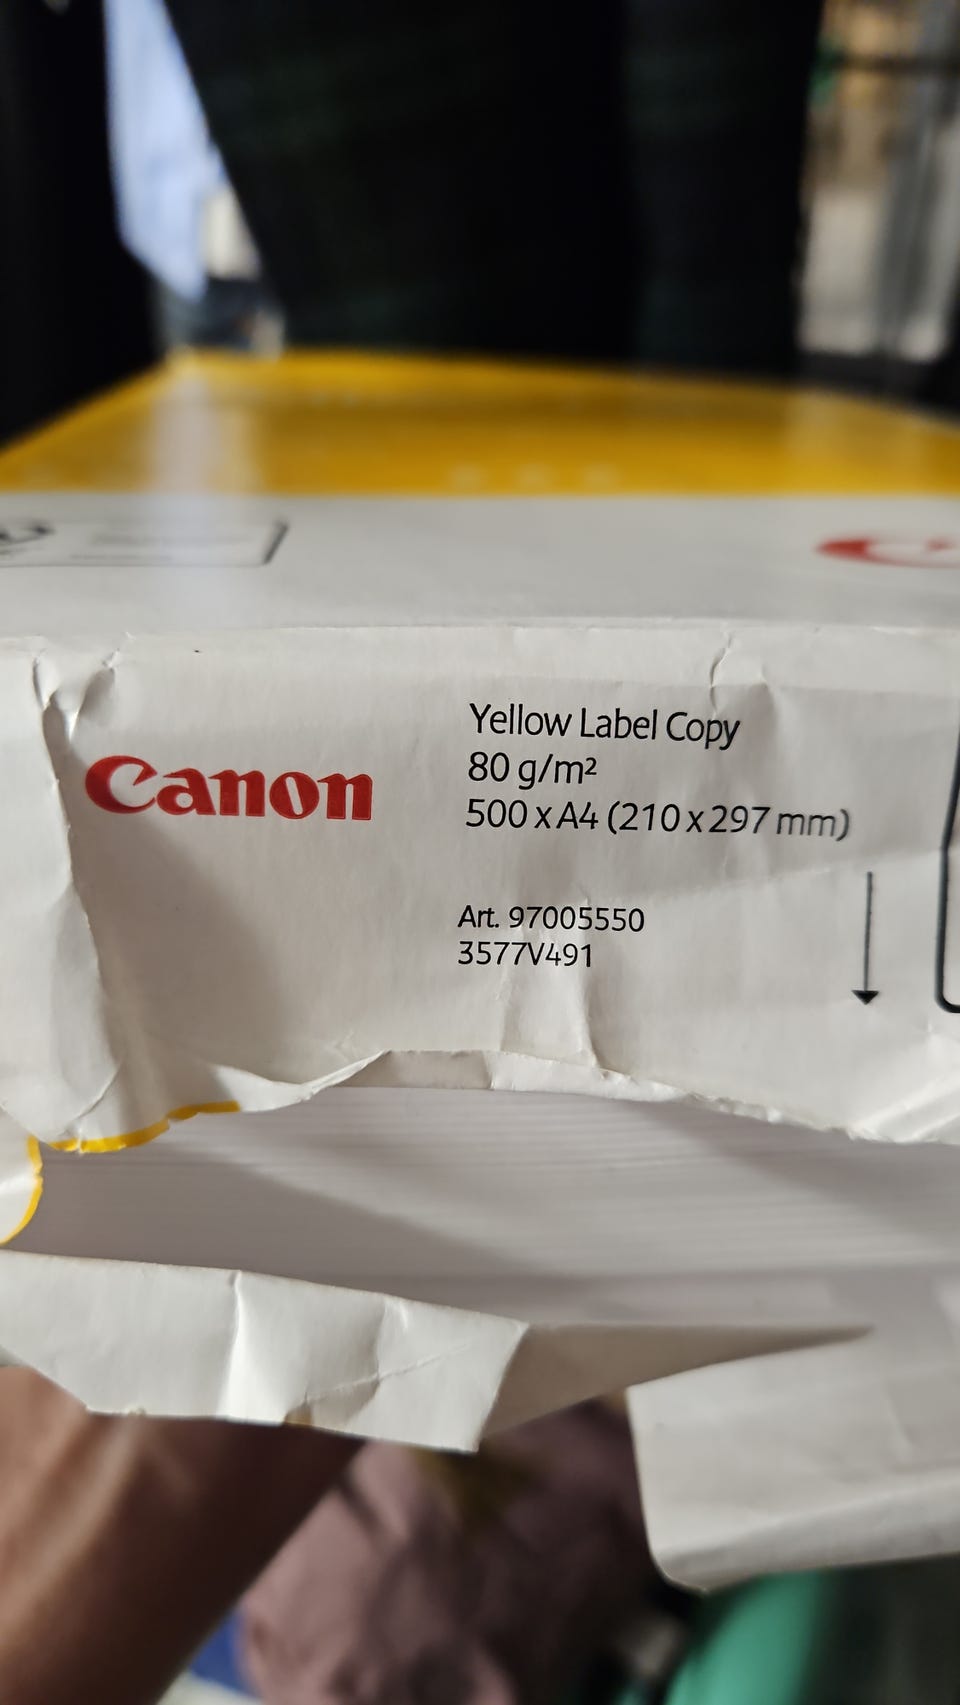 Canon
Yellow Label Copy
80 g/m²
500 x A4 (210 x 297 mm)
Art. 97005550
3577V491